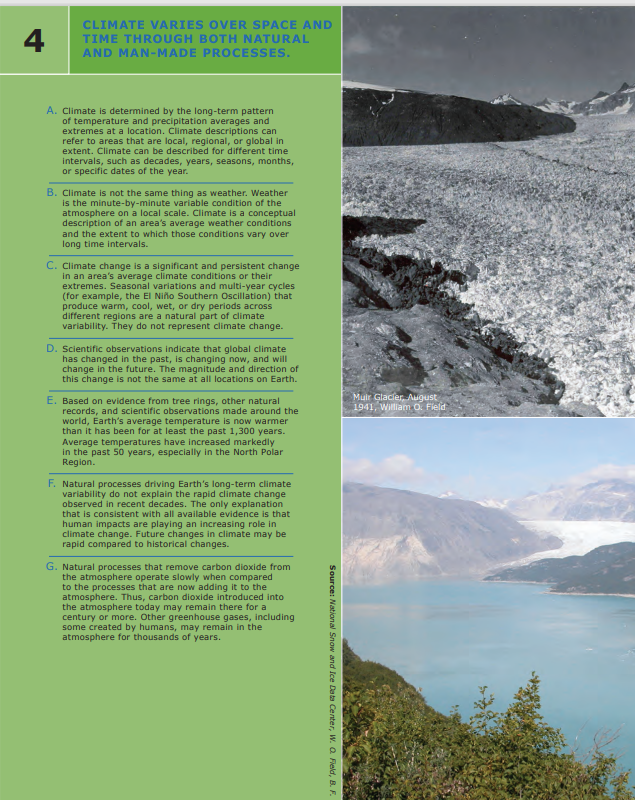 4
CLIMATE VARIES OVER SPACE AND
TIME THROUGH BOTH NATURAL
AND MAN-MADE PROCESSES.
A. Climate is determined by the long-term pattern
of temperature and precipitation averages and
extremes at a location. Climate descriptions can
refer to areas that are local, regional, or global in
extent. Climate can be described for different time
intervals, such as decades, years, seasons, months,
or specific dates of the year.
B. Climate is not the same thing as weather. Weather
is the minute-by-minute variable condition of the
atmosphere on a local scale. Climate is a conceptual
description of an area's average weather conditions
and the extent to which those conditions vary over
long time intervals.
C. Climate change is a significant and persistent change
in an area's average climate conditions or their
extremes. Seasonal variations and multi-year cycles
(for example, the El Niño Southern Oscillation) that
produce warm, cool, wet, or dry periods across
different regions are a natural part of climate
variability. They do not represent climate change.
D. Scientific observations indicate that global climate
has changed in the past, is changing now, and will
change in the future. The magnitude and direction of
this change is not the same at all locations on Earth.
E. Based on evidence from tree rings, other natural
records, and scientific observations made around the
world, Earth's average temperature is now warmer
than it has been for at least the past 1,300 years.
Average temperatures have increased markedly
in the past 50 years, especially in the North Polar
Region.
F. Natural processes driving Earth's long-term climate
variability do not explain the rapid climate change
observed in recent decades. The only explanation
that is consistent with all available evidence is that
human impacts are playing an increasing role in
climate change. Future changes in climate may be
rapid compared to historical changes.
G. Natural processes that remove carbon dioxide from
the atmosphere operate slowly when compared
to the processes that are now adding it to the
atmosphere. Thus, carbon dioxide introduced into
the atmosphere today may remain there for a
century or more. Other greenhouse gases, including
some created by humans, may remain in the
atmosphere for thousands of years.
Muir Glacier, August
1941, William O. Field
Source: National Snow and Ice Data Center, W. O. Field, B. F.